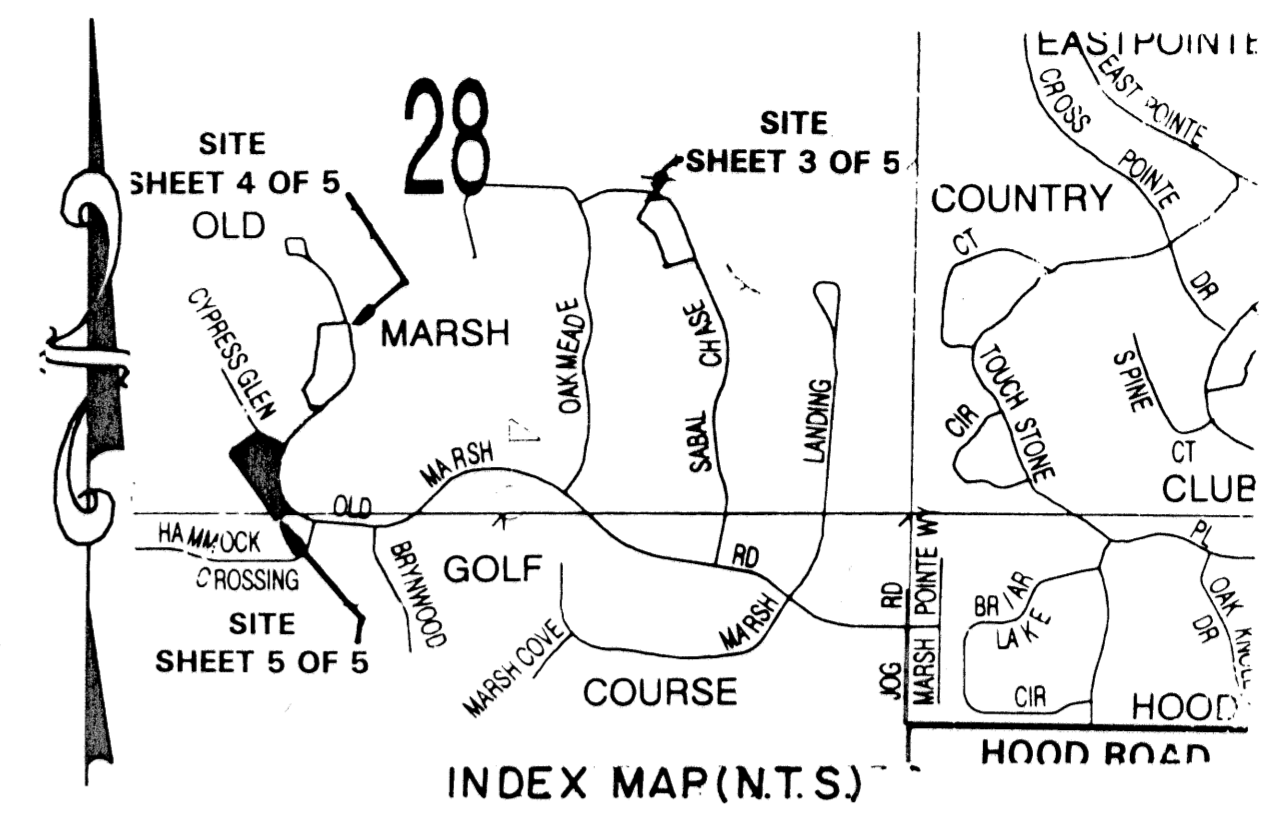 28
SITE
SHEET 4 OF 5
SITE
SHEET 3 OF 5
EASTPOINTE
EAST POINTE
CROSS POINTE DR
COUNTRY
OLD
CT
CYPRESS GLEN
MARSH
OAKMEADE
SABAL CHASE
LANDING
TOUCH STONE
CIR
SPINE
CT
CLUB
OLD MARSH RD
HAMMOCK
CROSSING
BRYNWOOD
GOLF
MARSH
MARSH COVE
SITE
SHEET 5 OF 5
COURSE
JOG RD
MARSH POINTE WY
PL
BRIAR
LAKE
CIR
OAK KNOLL
DR
HOOD
HOOD ROAD
INDEX MAP (N.T.S.)